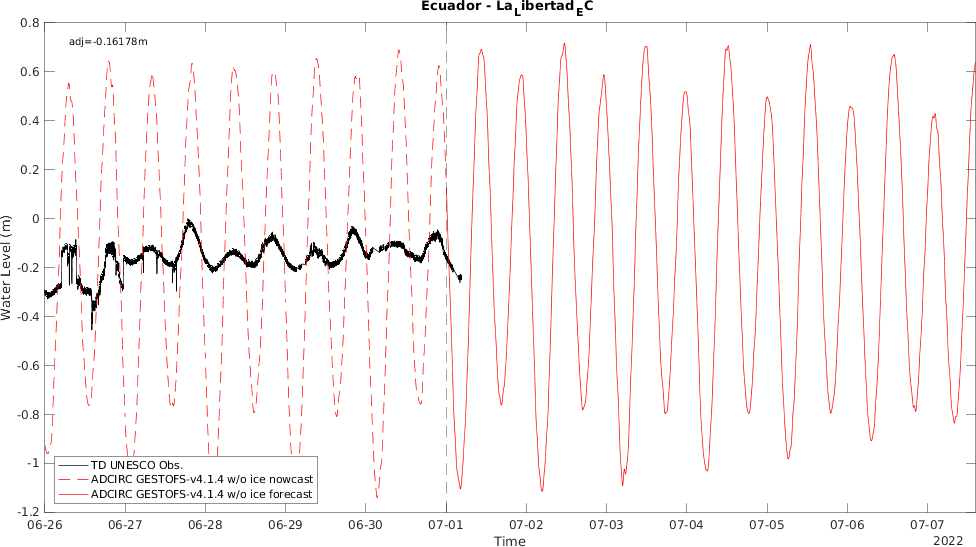 Ecuador - LaLibertadEC
adj=-0.16178m
0.8
0.6
0.4
0.2
0
-0.2
-0.4
-0.6
-0.8
-1
-1.2
Water Level (m)
TD UNESCO Obs.
ADCIRC GESTOFS-v4.1.4 w/o ice nowcast
ADCIRC GESTOFS-v4.1.4 w/o ice forecast
06-26 06-27 06-28 06-29 06-30 07-01 07-02 07-03 07-04 07-05 07-06 07-07
Time
2022